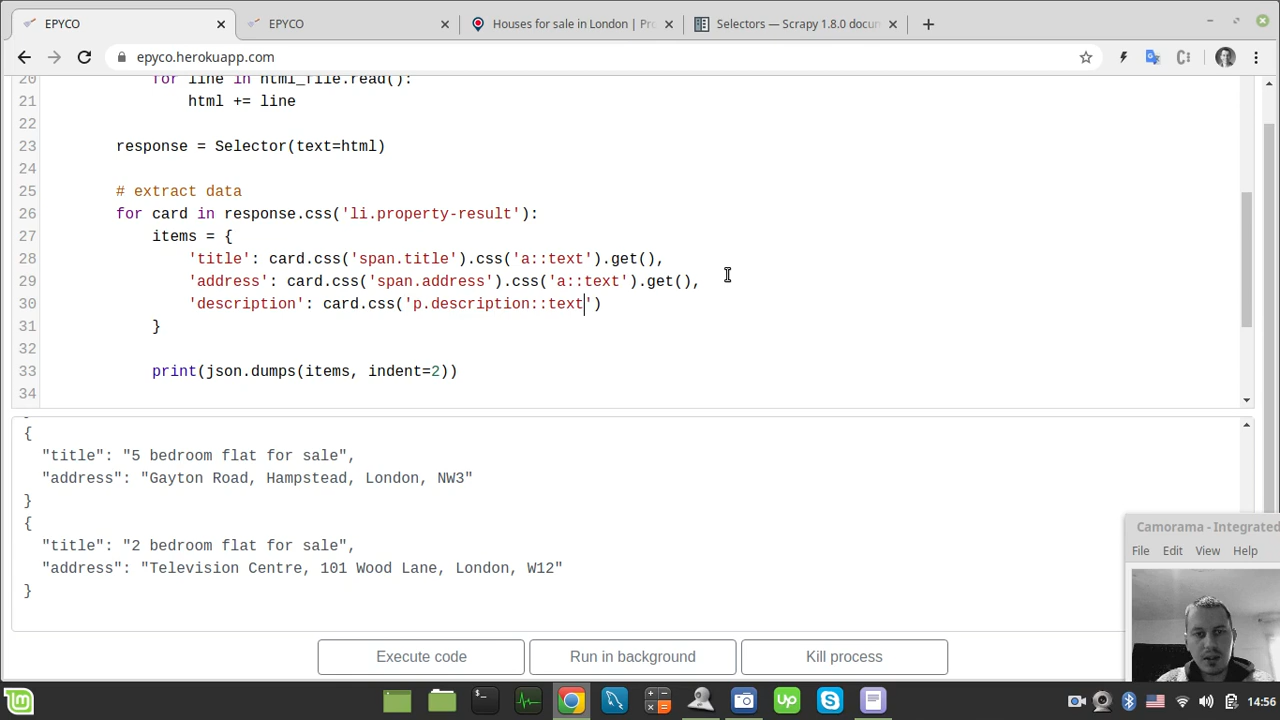 EPYCO
EPYCO
Houses for sale in London | Pr
Selectors — Scrapy 1.8.0 docum
epyco.herokuapp.com
20 for line in html_file.read():
21 html += line
22
23 response = Selector(text=html)
24
25 # extract data
26 for card in response.css('li.property-result'):
27 items = {
28 'title': card.css('span.title').css('a::text').get(),
29 'address': card.css('span.address').css('a::text').get(),
30 'description': card.css('p.description::text')
31 }
32
33 print(json.dumps(items, indent=2))
34
{
"title": "5 bedroom flat for sale",
"address": "Gayton Road, Hampstead, London, NW3"
}
{
"title": "2 bedroom flat for sale",
"address": "Television Centre, 101 Wood Lane, London, W12"
}
Camorama - Integrated
File Edit View Help
Execute code Run in background Kill process
14:56